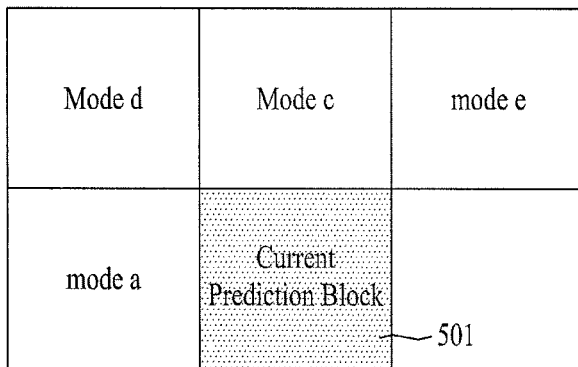 Mode d
Mode c
mode e
mode a
Current
Prediction Block
501